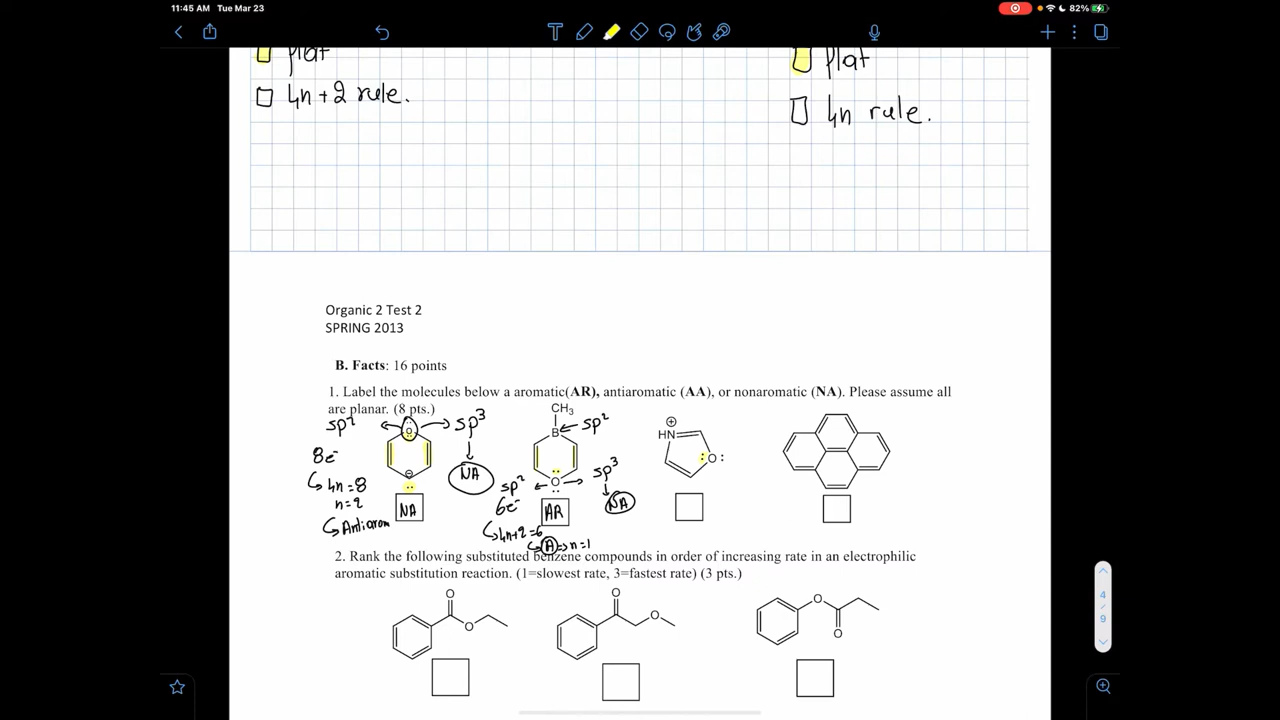 11:45 AM Tue Mar 23
82%
flat
4n + 2 rule.
flat
4n rule.
Organic 2 Test 2
SPRING 2013
B. Facts: 16 points
1. Label the molecules below a aromatic(AR), antiaromatic (AA), or nonaromatic (NA). Please assume all
are planar. (8 pts.)
CH3
sp2 O sp3
B sp2
HN O
8e-
NA
sp3
O
4n = 8
n = 2
sp2
6e-
NA
AR
NA
Antiarom
4n+2 = 6
A => n = 1
2. Rank the following substituted benzene compounds in order of increasing rate in an electrophilic
aromatic substitution reaction. (1=slowest rate, 3=fastest rate) (3 pts.)
O O O
O O O
4
9